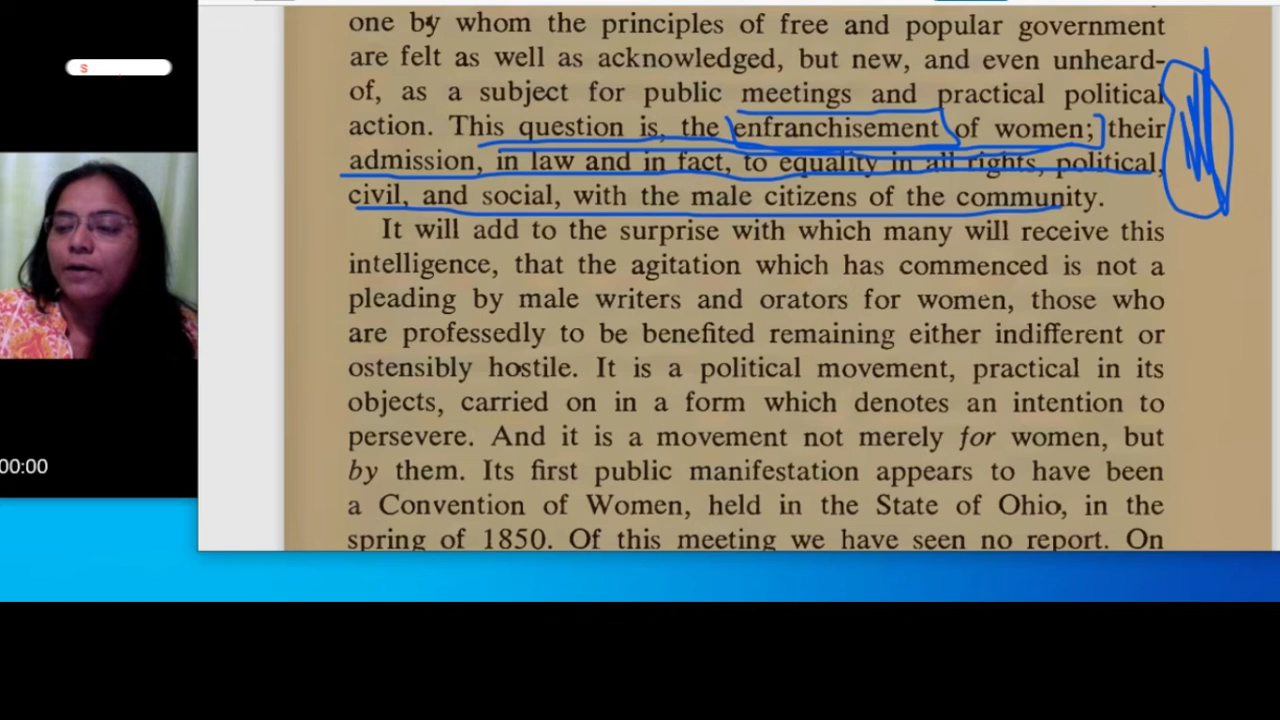 one by whom the principles of free and popular government
are felt as well as acknowledged, but new, and even unheard-
of, as a subject for public meetings and practical political
action. This question is, the enfranchisement of women; their
admission, in law and in fact, to equality in all rights, political,
civil, and social, with the male citizens of the community.
It will add to the surprise with which many will receive this
intelligence, that the agitation which has commenced is not a
pleading by male writers and orators for women, those who
are professedly to be benefited remaining either indifferent or
ostensibly hostile. It is a political movement, practical in its
objects, carried on in a form which denotes an intention to
persevere. And it is a movement not merely for women, but
by them. Its first public manifestation appears to have been
a Convention of Women, held in the State of Ohio, in the
spring of 1850. Of this meeting we have seen no report. On
S
00:00